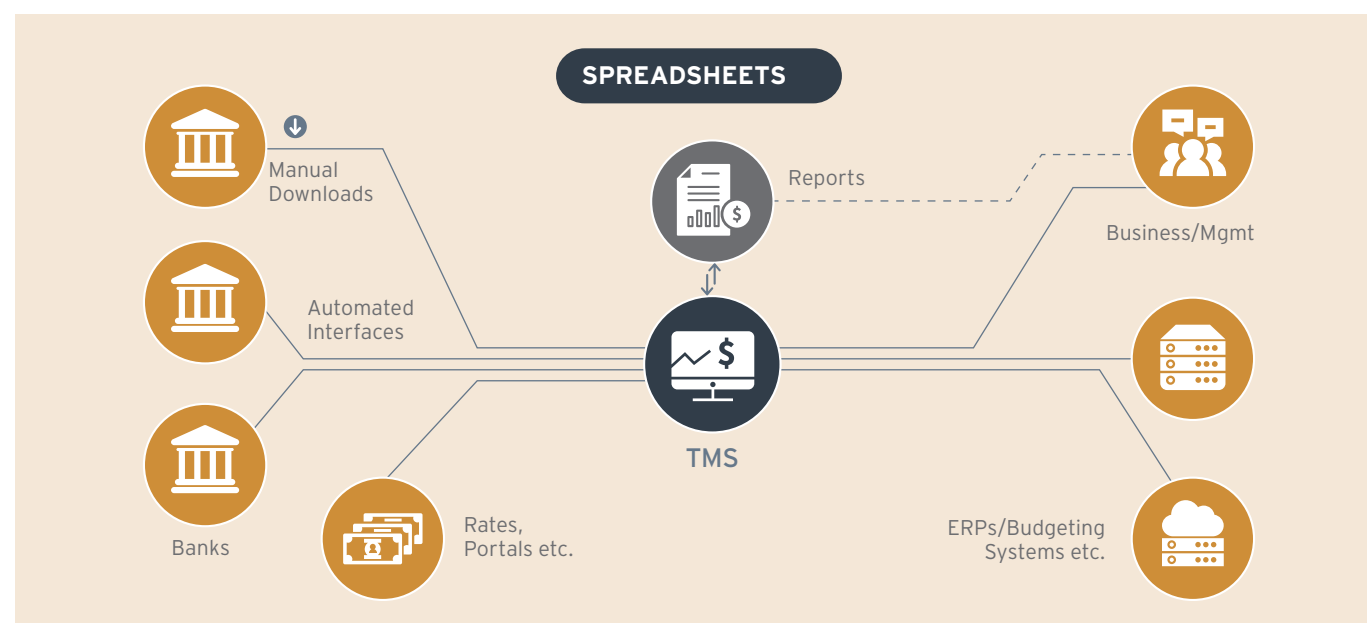 SPREADSHEETS
Manual
Downloads
Reports
Business/Mgmt
Automated
Interfaces
$
$
TMS
Banks
Rates,
Portals etc.
ERPs/Budgeting
Systems etc.